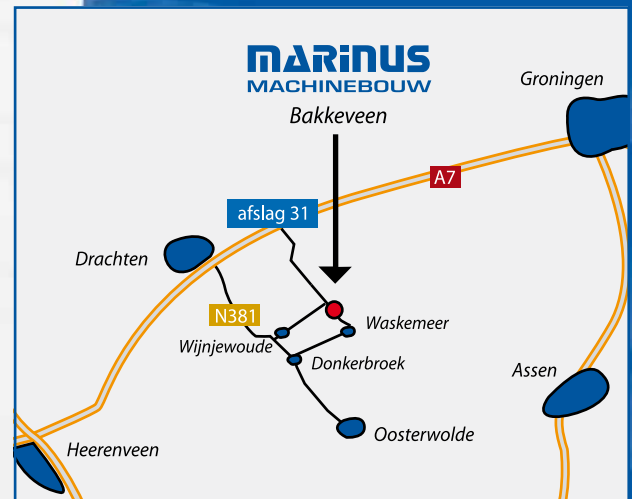 MARINUS
MACHINEBOUW
Bakkeveen
Groningen
A7
afslag 31
Drachten
N381
Waskemeer
Wijnjewoude
Donkerbroek
Assen
Oosterwolde
Heerenveen